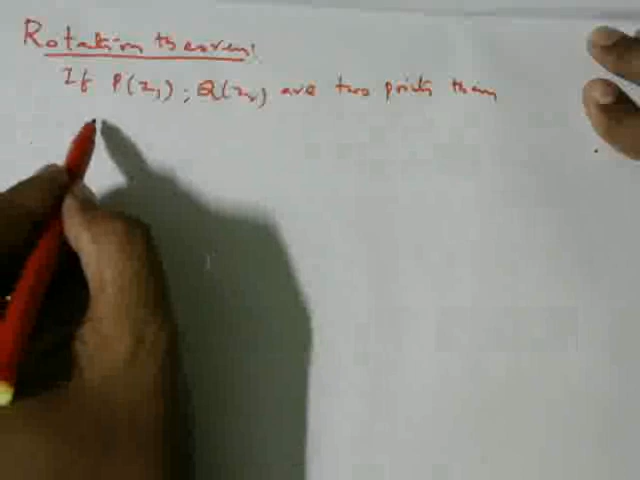 Rotation theorem:
If P(z₁), Q(z₂) are two points then